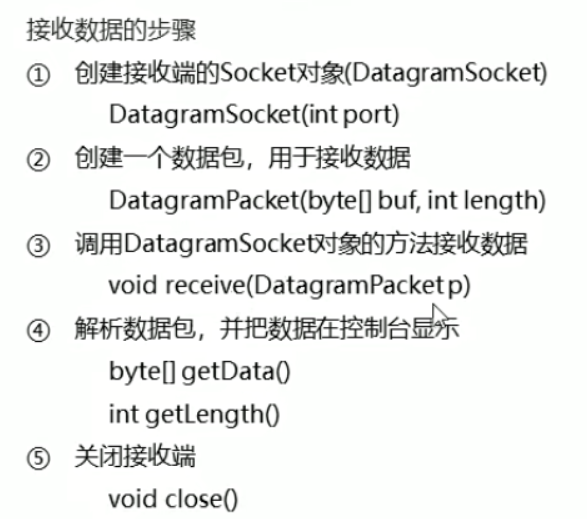 接收数据的步骤
① 创建接收端的Socket对象(DatagramSocket)
DatagramSocket(int port)
② 创建一个数据包，用于接收数据
DatagramPacket(byte[] buf, int length)
③ 调用DatagramSocket对象的方法接收数据
void receive(DatagramPacket p)
④ 解析数据包，并把数据在控制台显示
byte[] getData()
int getLength()
⑤ 关闭接收端
void close()